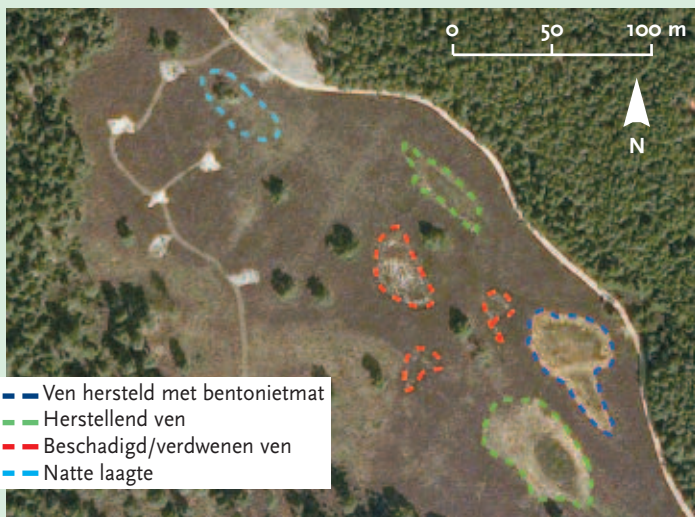 0 50 100 m
N
Ven hersteld met bentonietmat
Herstellend ven
Beschadigd/verdwenen ven
Natte laagte